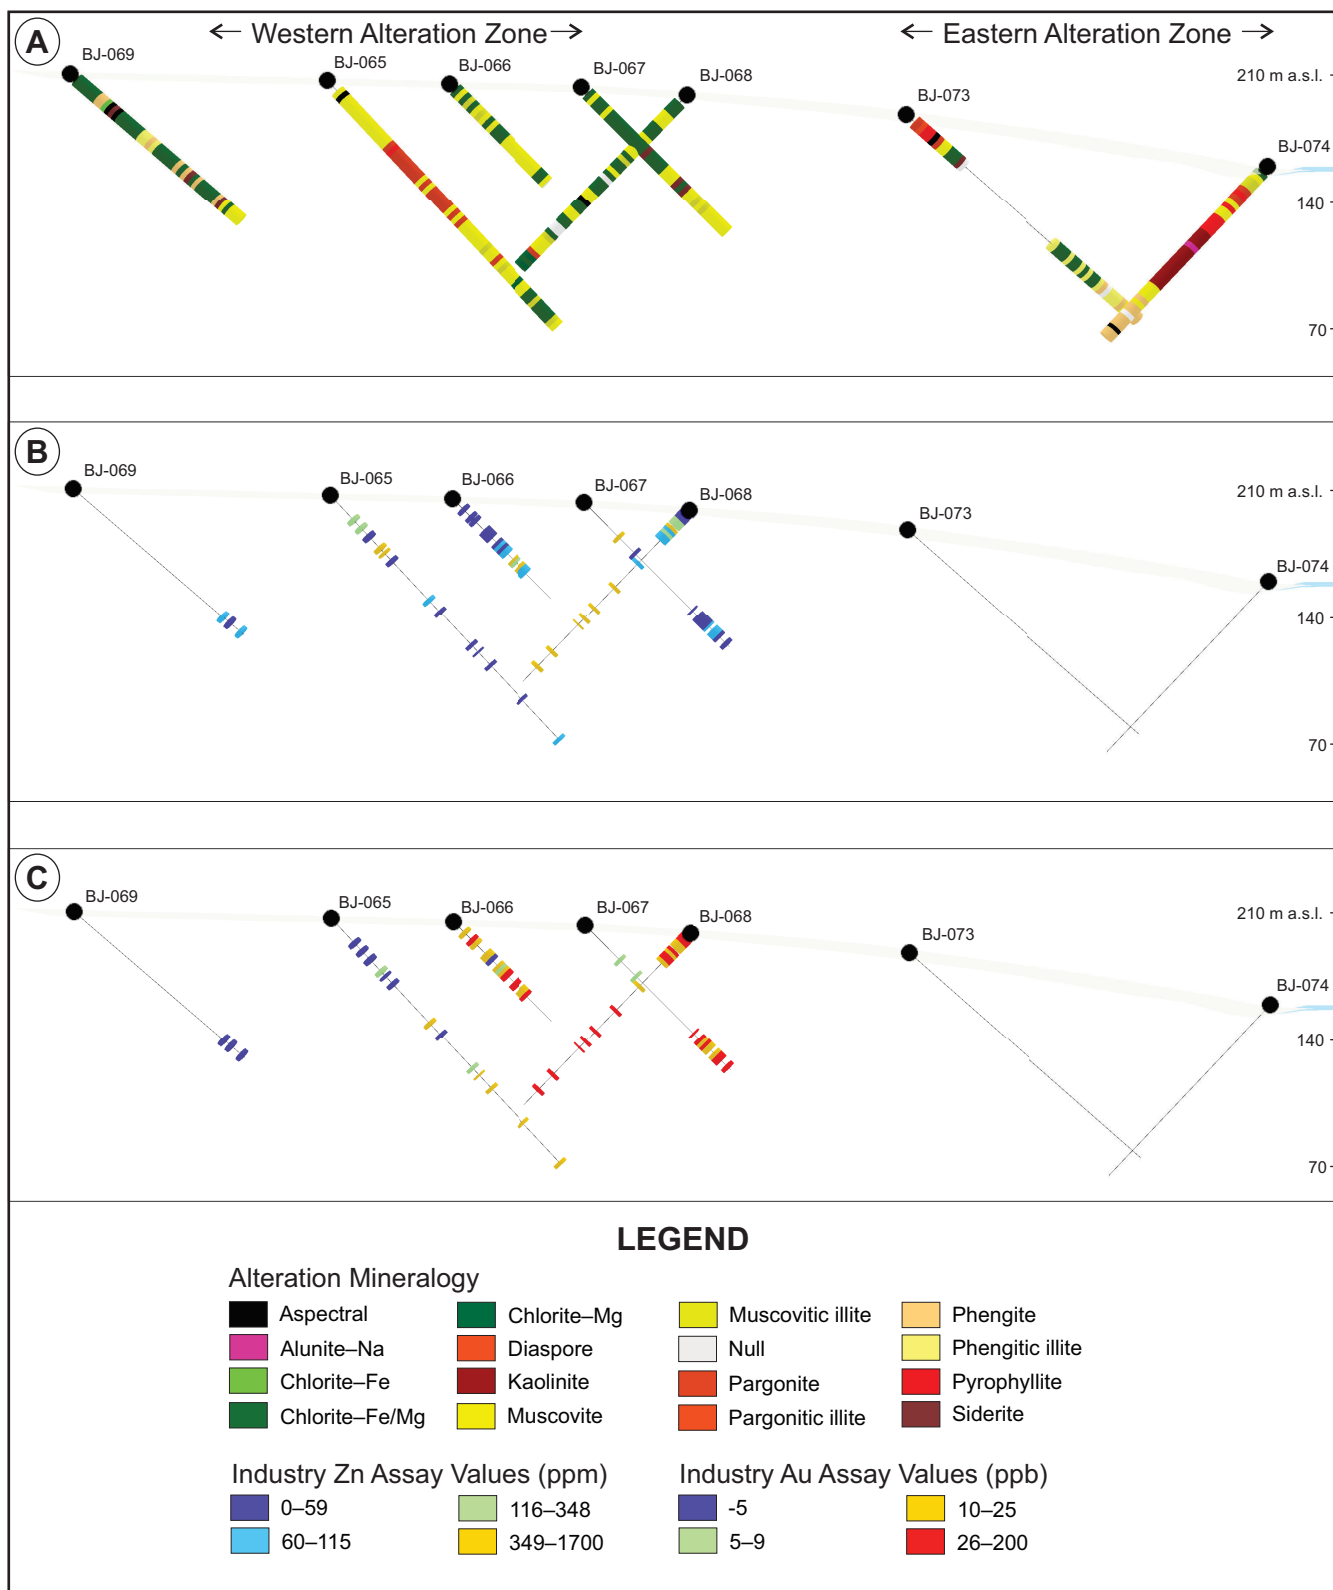 A
← Western Alteration Zone →
← Eastern Alteration Zone →
BJ-069
BJ-065
BJ-066
BJ-067
BJ-068
BJ-073
BJ-074
210 m a.s.l.
140
70
B
BJ-069
BJ-065
BJ-066
BJ-067
BJ-068
BJ-073
BJ-074
210 m a.s.l.
140
70
C
BJ-069
BJ-065
BJ-066
BJ-067
BJ-068
BJ-073
BJ-074
210 m a.s.l.
140
70
LEGEND
Alteration Mineralogy
Aspectral
Alunite–Na
Chlorite–Fe
Chlorite–Fe/Mg
Chlorite–Mg
Diaspore
Kaolinite
Muscovite
Muscovitic illite
Null
Pargonite
Pargonitic illite
Phengite
Phengitic illite
Pyrophyllite
Siderite
Industry Zn Assay Values (ppm)
0–59
60–115
116–348
349–1700
Industry Au Assay Values (ppb)
-5
5–9
10–25
26–200